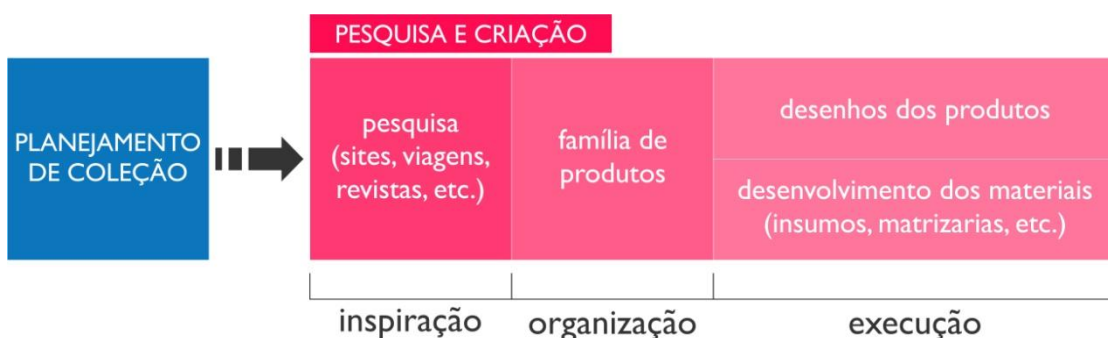 PESQUISA E CRIAÇÃO
PLANEJAMENTO
DE COLEÇÃO
pesquisa
(sites, viagens,
revistas, etc.)
família de
produtos
desenhos dos produtos
desenvolvimento dos materiais
(insumos, matrizarias, etc.)
inspiração
organização
execução